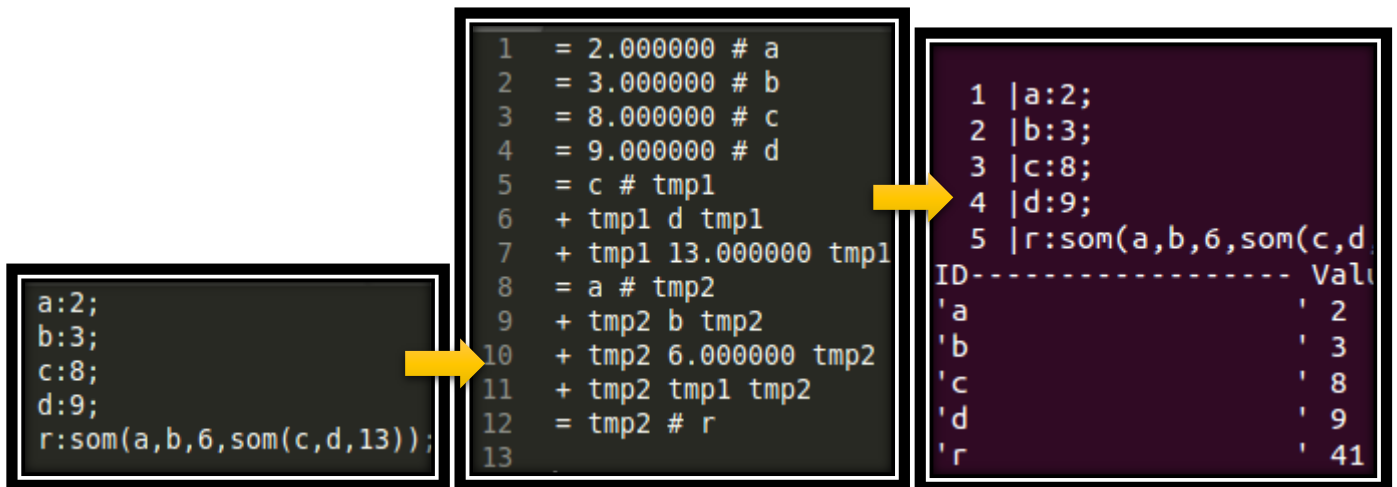 a:2;
b:3;
c:8;
d:9;
r:som(a,b,6,som(c,d,13));
1 = 2.000000 # a
2 = 3.000000 # b
3 = 8.000000 # c
4 = 9.000000 # d
5 = c # tmp1
6 + tmp1 d tmp1
7 + tmp1 13.000000 tmp1
8 = a # tmp2
9 + tmp2 b tmp2
10 + tmp2 6.000000 tmp2
11 + tmp2 tmp1 tmp2
12 = tmp2 # r
13
1 |a:2;
2 |b:3;
3 |c:8;
4 |d:9;
5 |r:som(a,b,6,som(c,d
ID------------------- Val
'a ' 2
'b ' 3
'c ' 8
'd ' 9
'r ' 41